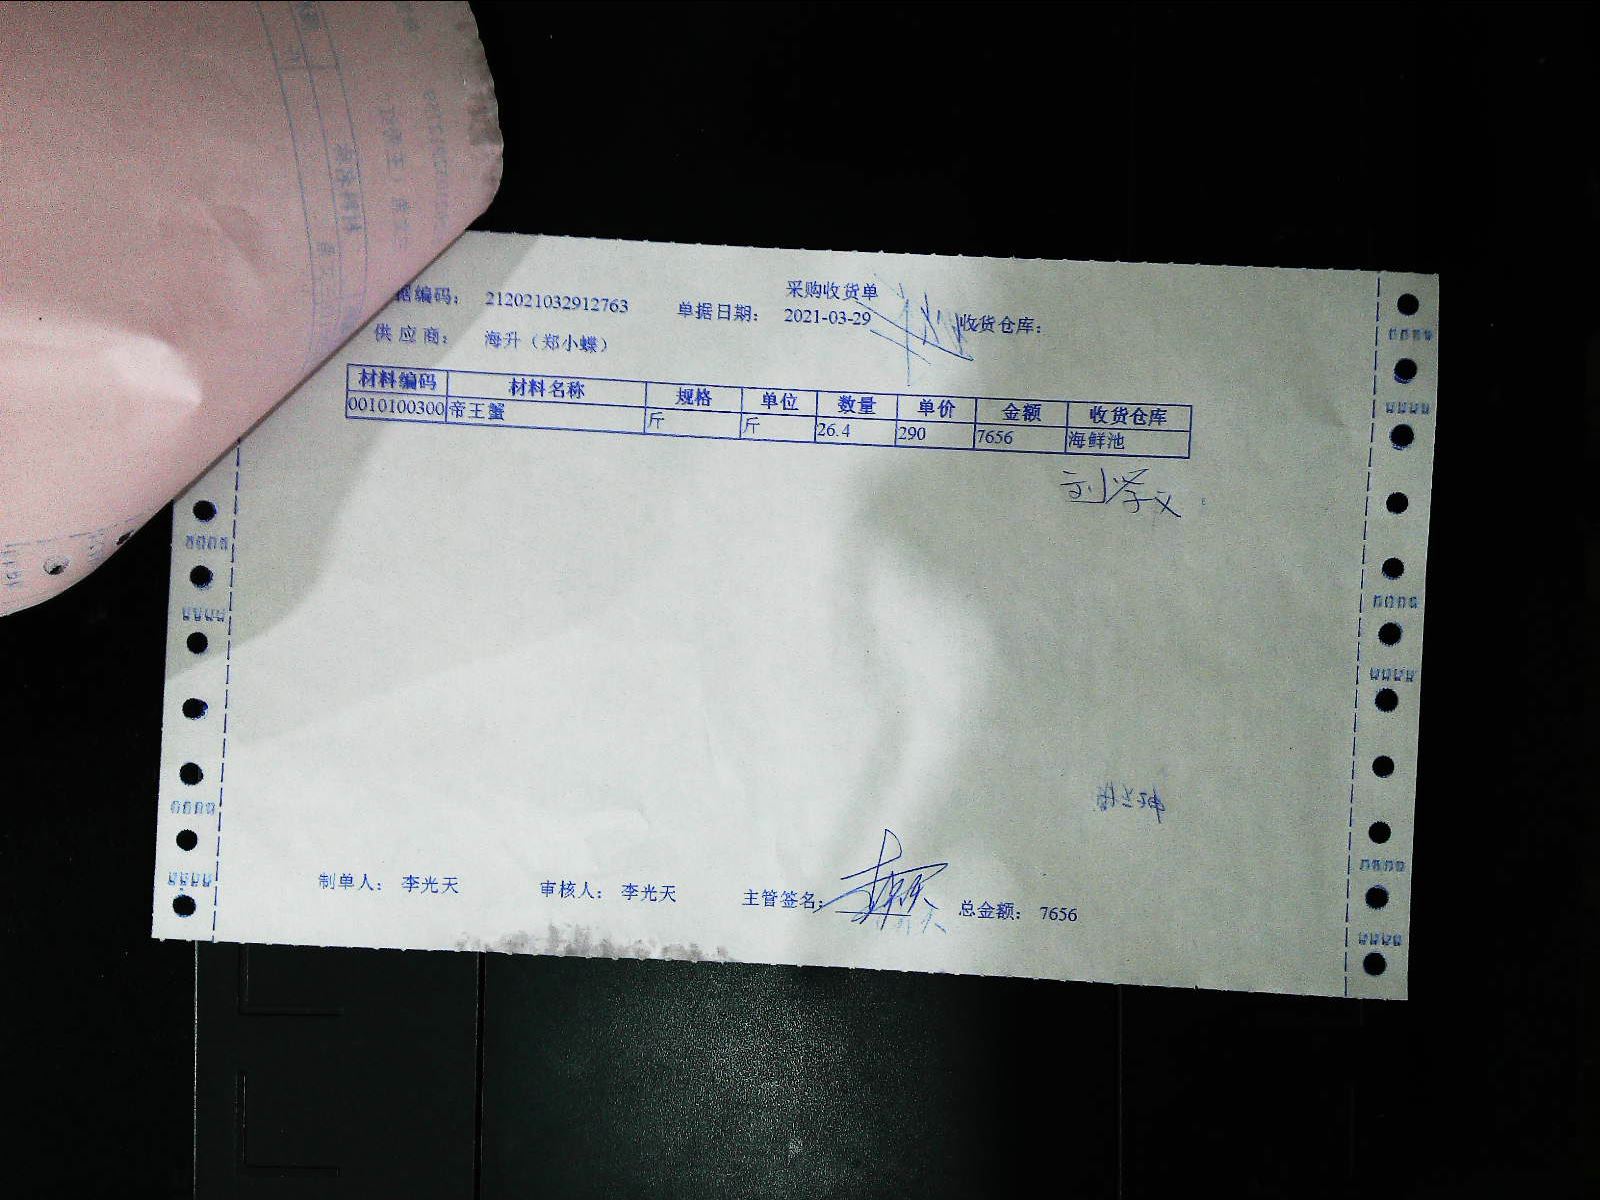 采购收货单
据编码： 212021032912763 单据日期： 2021-03-29 收货仓库：
供应商： 海升（郑小蝶）
材料编码 材料名称 规格 单位 数量 单价 金额 收货仓库
0010100300 帝王蟹 斤 斤 26.4 290 7656 海鲜池
刘学义
制单人： 李光天 审核人： 李光天 主管签名： 总金额： 7656